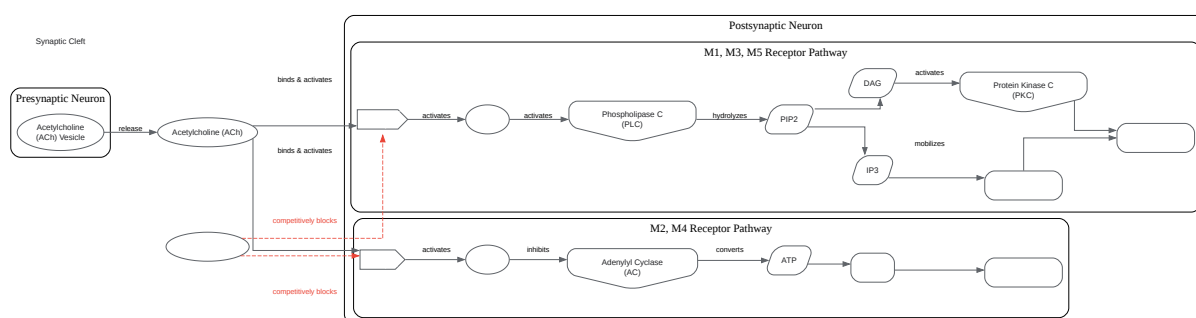 Postsynaptic Neuron
Synaptic Cleft
M1, M3, M5 Receptor Pathway
binds & activates
DAG
activates
Protein Kinase C
(PKC)
Presynaptic Neuron
Acetylcholine
(ACh) Vesicle
release
Acetylcholine (ACh)
activates
activates
Phospholipase C
(PLC)
hydrolyzes
PIP2
binds & activates
mobilizes
IP3
competitively blocks
M2, M4 Receptor Pathway
activates
inhibits
Adenylyl Cyclase
(AC)
converts
ATP
competitively blocks